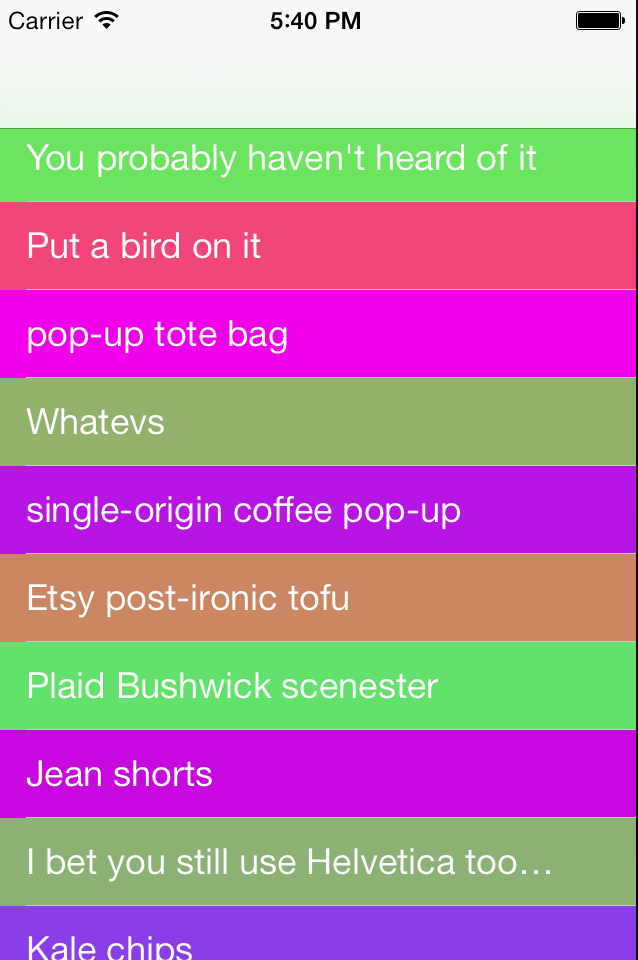 Carrier 5:40 PM
You probably haven't heard of it
Put a bird on it
pop-up tote bag
Whatevs
single-origin coffee pop-up
Etsy post-ironic tofu
Plaid Bushwick scenester
Jean shorts
I bet you still use Helvetica too…
Kale chips